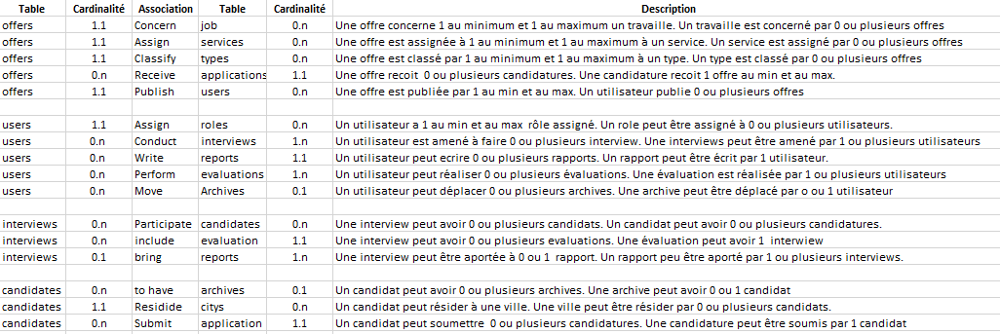 Table Cardinalité Association Table Cardinalité Description
offers 1.1 Concern job 0.n Une offre concerne 1 au minimum et 1 au maximum un travaille. Un travaille est concerné par 0 ou plusieurs offres
offers 1.1 Assign services 0.n Une offre est assignée à 1 au minimum et 1 au maximum à un service. Un service est assigné par 0 ou plusieurs offres
offers 1.1 Classify types 0.n Une offre est classé par 1 au minimum et 1 au maximum à un type. Un type est classé par 0 ou plusieurs offres
offers 0.n Receive applications 1.1 Une offre recoit 0 ou plusieurs candidatures. Une candidature recoit 1 offre au min et au max.
offers 1.1 Publish users 0.n Une offre est publiée par 1 au min et au max. Un utilisateur publie 0 ou plusieurs offres
users 1.1 Assign roles 0.n Un utilisateur a 1 au min et au max rôle assigné. Un role peut être assigné à 0 ou plusieurs utilisateurs.
users 0.n Conduct interviews 1.n Un utilisateur est amené à faire 0 ou plusieurs interview. Une interviews peut être amené par 1 ou plusieurs utilisateurs
users 0.n Write reports 1.1 Un utilisateur peut ecrire 0 ou plusieurs rapports. Un rapport peut être écrit par 1 utilisateur.
users 0.n Perform evaluations 1.n Un utilisateur peut réaliser 0 ou plusieurs évaluations. Une évaluation est réalisée par 1 ou plusieurs utilisateurs
users 0.n Move Archives 0.1 Un utilisateur peut déplacer 0 ou plusieurs archives. Une archive peut être déplacé par o ou 1 utilisateur
interviews 0.n Participate candidates 0.n Une interview peut avoir 0 ou plusieurs candidats. Un candidat peut avoir 0 ou plusieurs candidatures.
interviews 0.n include evaluation 1.1 Une interview peut avoir 0 ou plusieurs evaluations. Une évaluation peut avoir 1 interwiew
interviews 0.1 bring reports 1.n Une interview peut être aportée à 0 ou 1 rapport. Un rapport peu être aporté par 1 ou plusieurs interviews.
candidates 0.n to have archives 0.1 Un candidat peut avoir 0 ou plusieurs archives. Une archive peut avoir 0 ou 1 candidat
candidates 1.1 Residide citys 0.n Un candidat peut résider à une ville. Une ville peut être résider par 0 ou plusieurs candidats.
candidates 0.n Submit application 1.1 Un candidat peut soumettre 0 ou plusieurs candidatures. Une candidature peut être soumis par 1 candidat